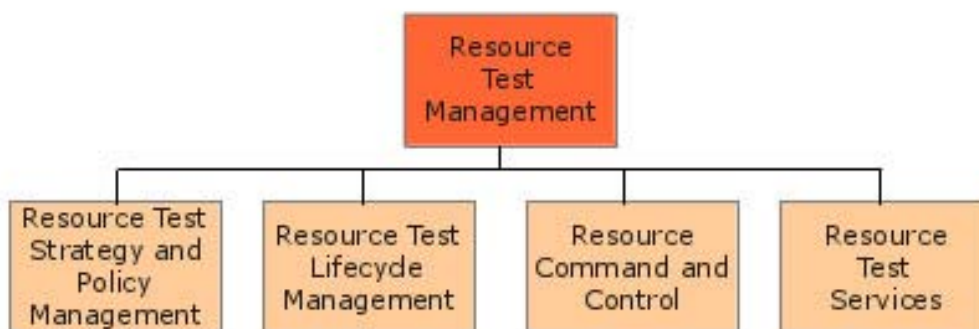 Resource
Test
Management
Resource Test
Strategy and
Policy
Management
Resource Test
Lifecycle
Management
Resource
Command and
Control
Resource
Test
Services